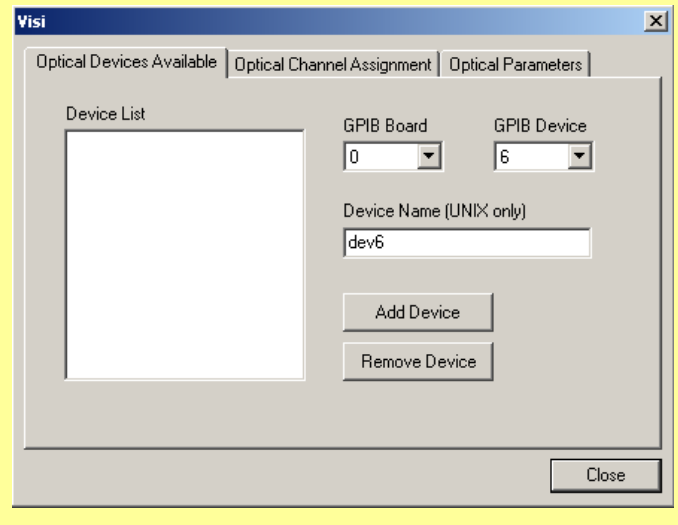 Visi
Optical Devices Available
Optical Channel Assignment
Optical Parameters
Device List
GPIB Board
GPIB Device
0
6
Device Name (UNIX only)
dev6
Add Device
Remove Device
Close